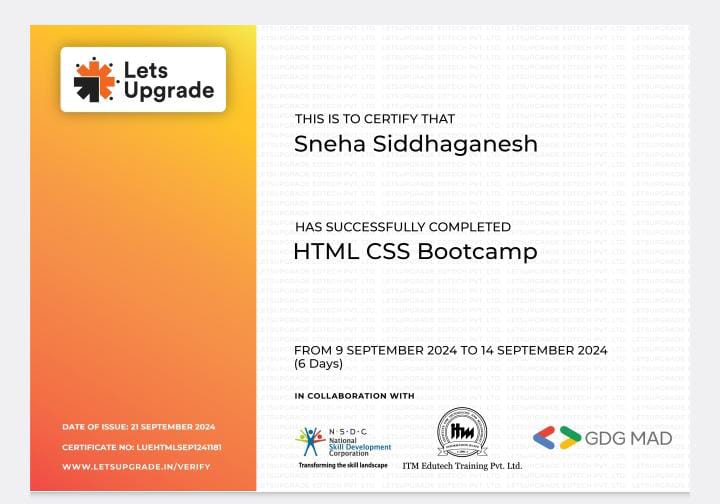 Lets
Upgrade
THIS IS TO CERTIFY THAT
Sneha Siddhaganesh
HAS SUCCESSFULLY COMPLETED
HTML CSS Bootcamp
FROM 9 SEPTEMBER 2024 TO 14 SEPTEMBER 2024
(6 Days)
IN COLLABORATION WITH
N·S·D·C
National
Skill Development
Corporation
Transforming the skill landscape
itm
ITM Edutech Training Pvt. Ltd.
GDG MAD
DATE OF ISSUE: 21 SEPTEMBER 2024
CERTIFICATE NO: LUEHTMLSEP1241181
WWW.LETSUPGRADE.IN/VERIFY